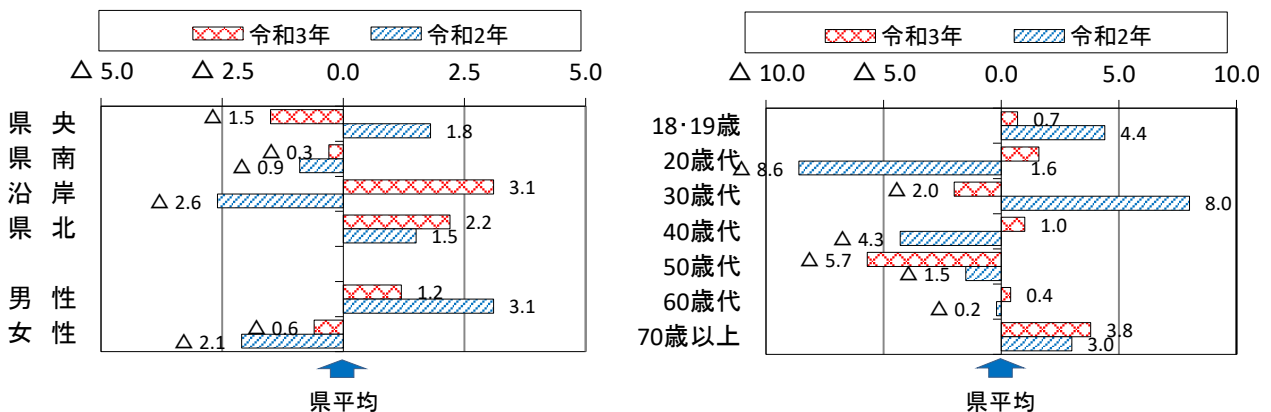 令和3年 令和2年
△ 5.0 △ 2.5 0.0 2.5 5.0
県 央 △ 1.5 1.8
県 南 △ 0.3 △ 0.9
沿 岸 3.1 △ 2.6
県 北 2.2 1.5
男 性 1.2 3.1
女 性 △ 0.6 △ 2.1
県平均
令和3年 令和2年
△ 10.0 △ 5.0 0.0 5.0 10.0
18・19歳 0.7 4.4
20歳代 1.6 △ 8.6
30歳代 △ 2.0 8.0
40歳代 1.0 △ 4.3
50歳代 △ 5.7 △ 1.5
60歳代 0.4 △ 0.2
70歳以上 3.8 3.0
県平均